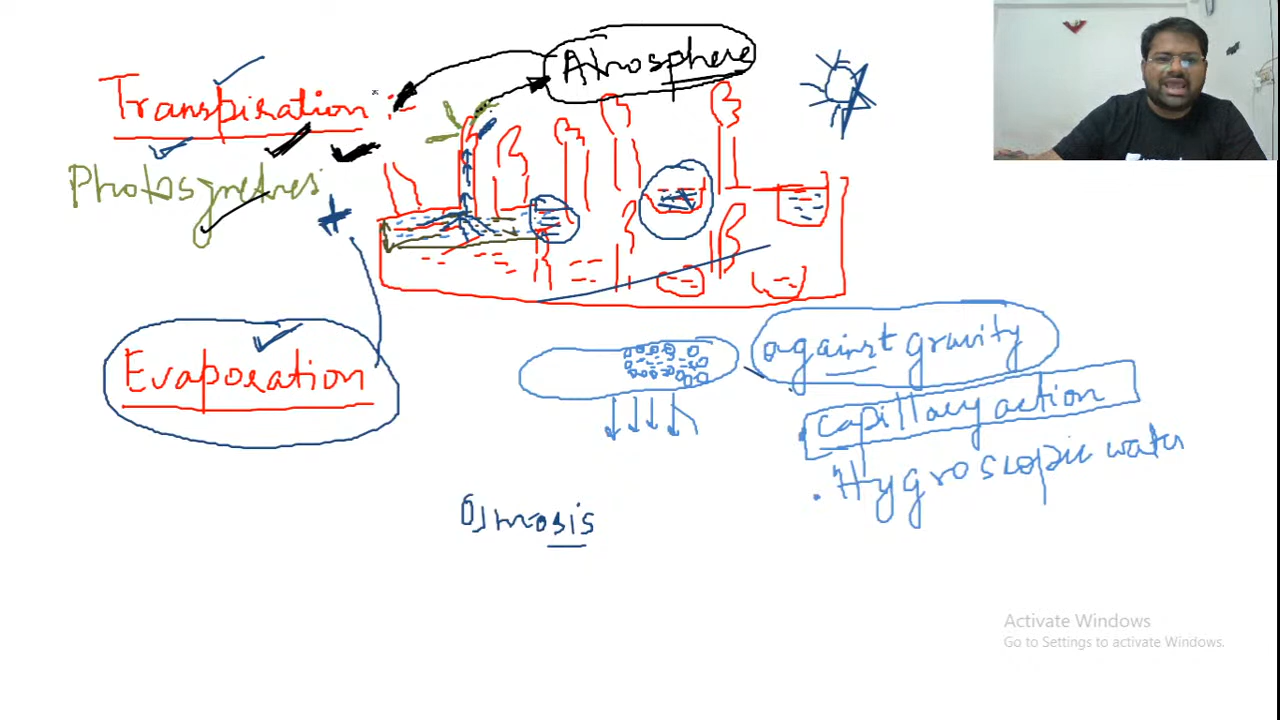 Atmosphere
Transpiration :-
Photosynthesis
Evaporation
against gravity
capillary action
. Hygroscopic water
Osmosis
Activate Windows
Go to Settings to activate Windows.